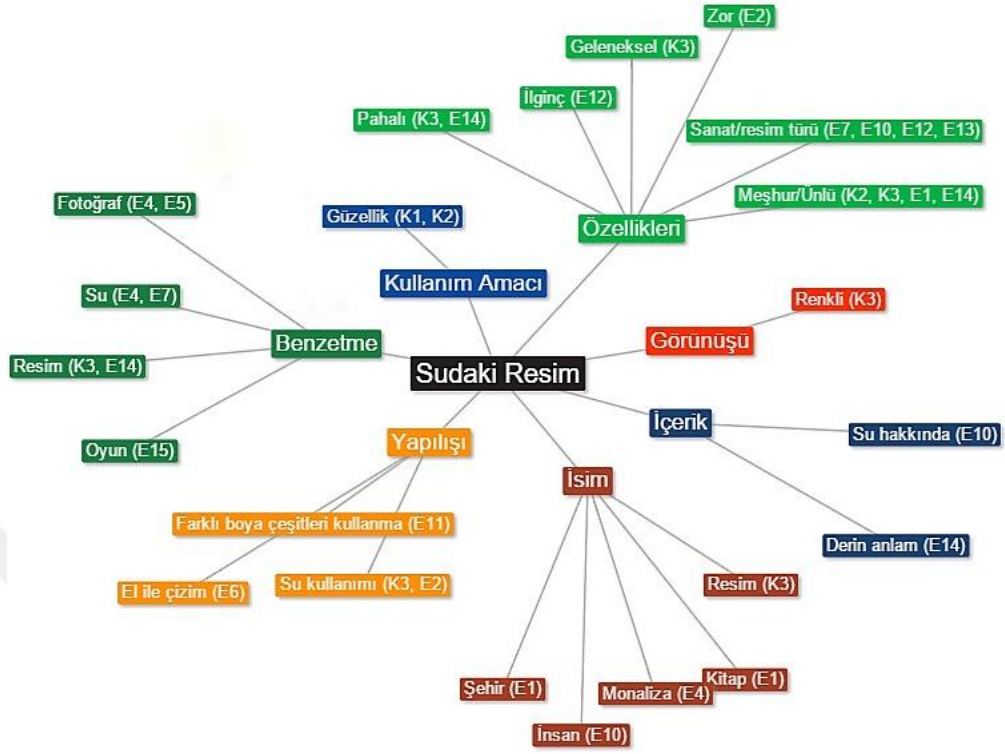 Zor (E2)
Geleneksel (K3)
İlginç (E12)
Pahalı (K3, E14)
Sanat/resim türü (E7, E10, E12, E13)
Meşhur/Ünlü (K2, K3, E1, E14)
Özellikleri
Fotoğraf (E4, E5)
Güzellik (K1, K2)
Kullanım Amacı
Su (E4, E7)
Renkli (K3)
Benzetme
Görünüşü
Resim (K3, E14)
Sudaki Resim
Oyun (E15)
Yapılışı
İçerik
Su hakkında (E10)
İsim
Farklı boya çeşitleri kullanma (E11)
Derin anlam (E14)
El ile çizim (E6)
Su kullanımı (K3, E2)
Resim (K3)
Şehir (E1)
Monaliza (E4)
Kitap (E1)
İnsan (E10)